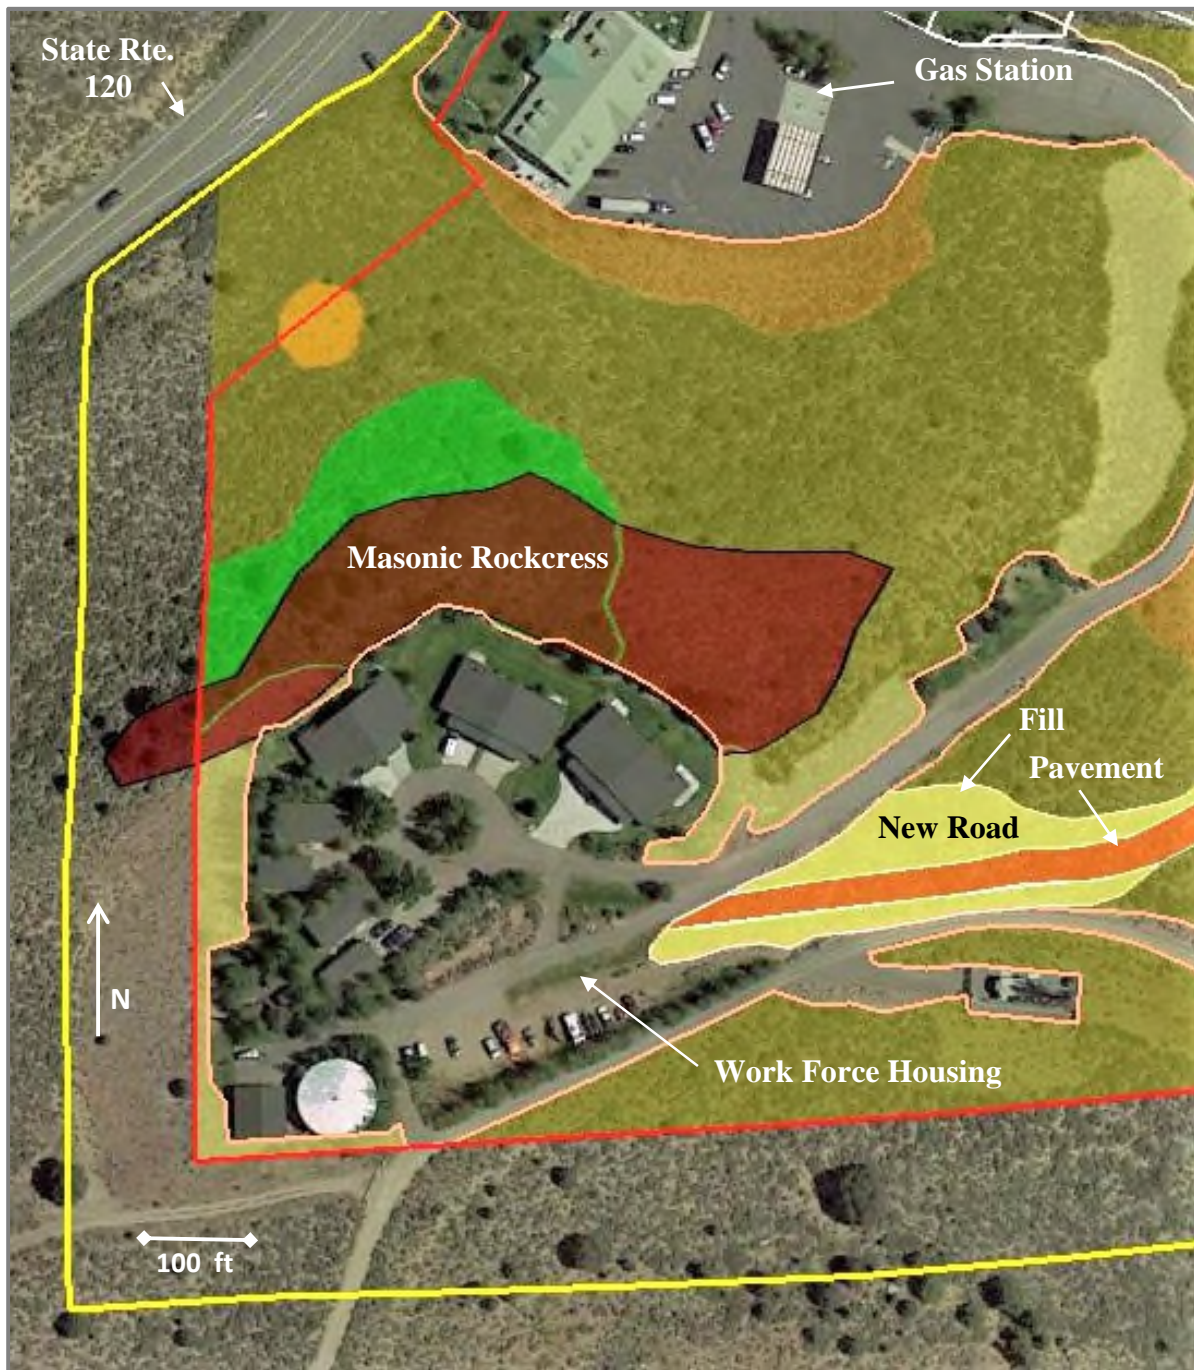 State Rte.
120
Gas Station
Masonic Rockcress
Fill
Pavement
New Road
N
Work Force Housing
100 ft